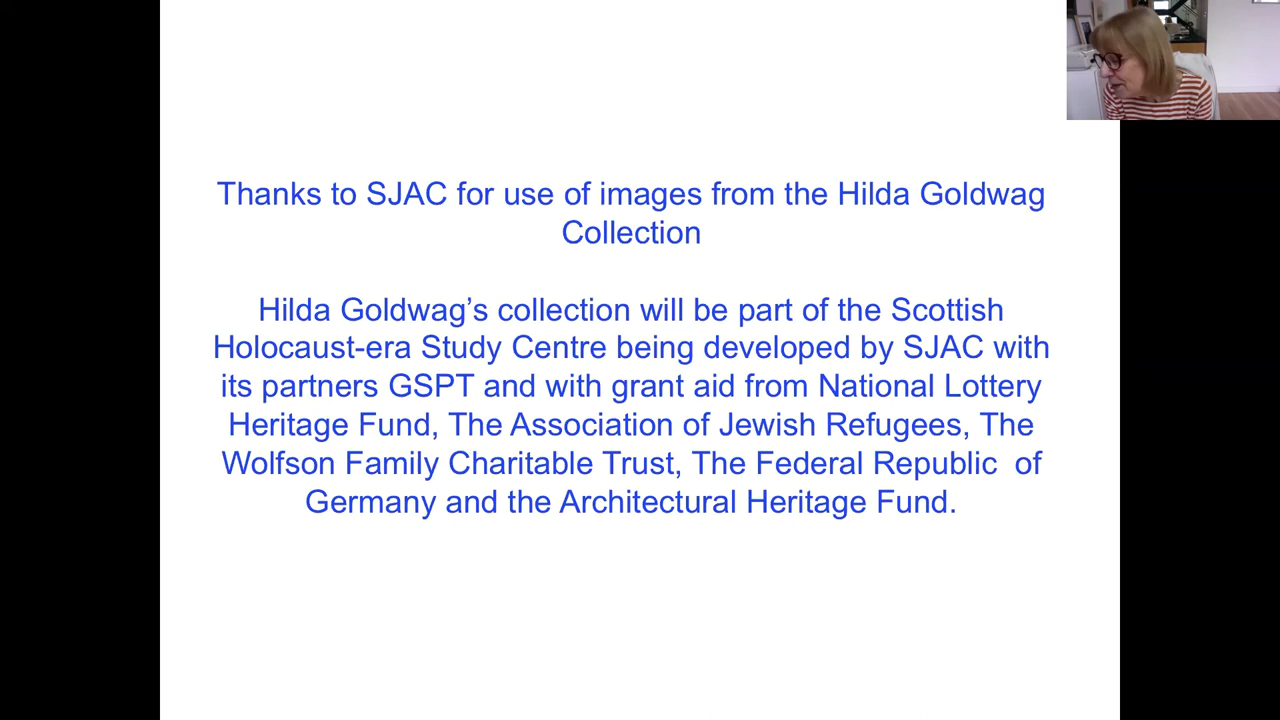 Thanks to SJAC for use of images from the Hilda Goldwag
Collection
Hilda Goldwag’s collection will be part of the Scottish
Holocaust-era Study Centre being developed by SJAC with
its partners GSPT and with grant aid from National Lottery
Heritage Fund, The Association of Jewish Refugees, The
Wolfson Family Charitable Trust, The Federal Republic  of
Germany and the Architectural Heritage Fund.